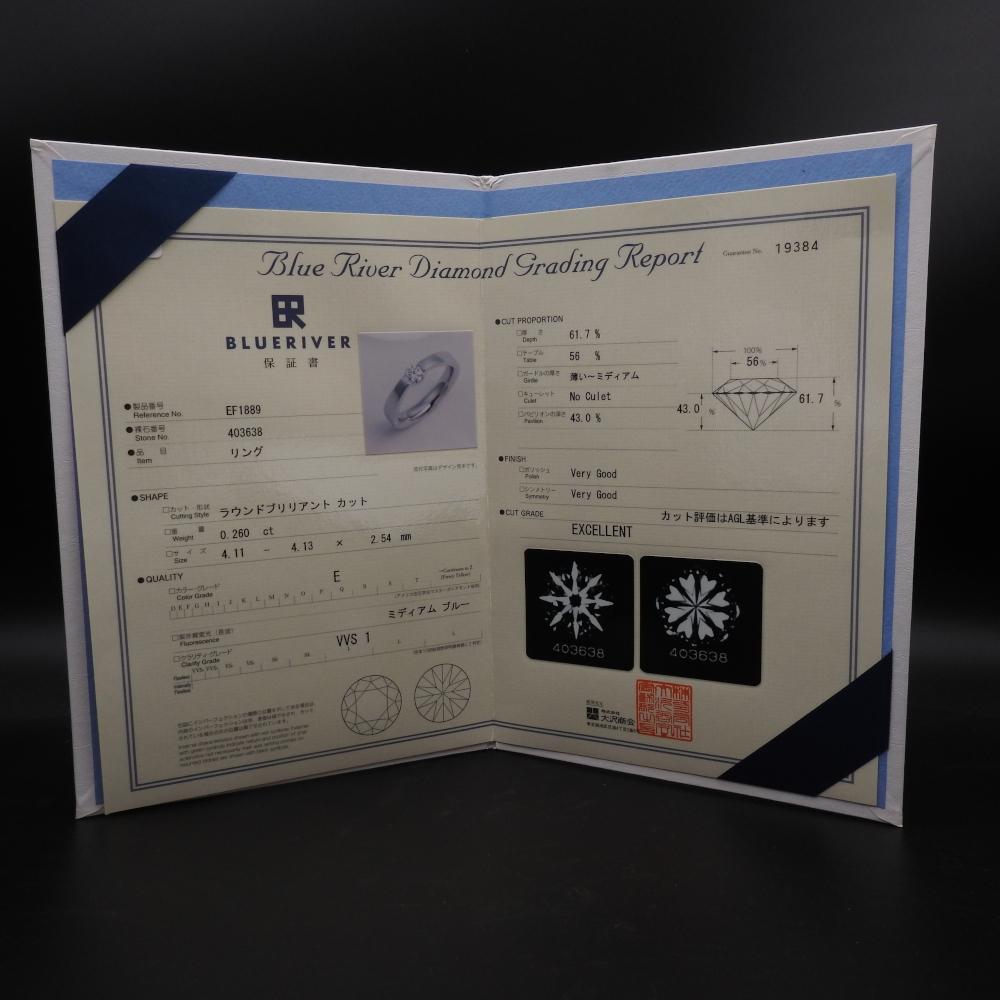 Blue River Diamond Grading Report
Guarantee No. 19384
BLUERIVER
保証書
●製品番号 EF1889
Reference No.
●裸石番号 403638
Stone No.
●品目 リング
Item
●SHAPE
□カット・形状 ラウンドブリリアント カット
Cutting Style
□重量 0.260 ct
Weight
□サイズ 4.11 - 4.13 × 2.54 mm
Size
●QUALITY
□カラーグレード E
Color Grade
D E F G H I J K L M N O P Q R S T
ミディアム ブルー
Fluorescence
□クラリティ・グレード VVS 1
Clarity Grade
●CUT PROPORTION
□厚さ 61.7 %
Depth
□テーブル 56 %
Table
□ガードルの厚さ 薄い～ミディアム
Girdle
□キューレット No Culet
Culet
□パビリオンの深さ 43.0 %
Pavilion
100%
56 %
43.0 %
61.7 %
●FINISH
□ポリッシュ Very Good
Polish
□シンメトリー Very Good
Symmetry
●CUT GRADE カット評価はAGL基準によります
EXCELLENT
403638
403638
株式会社
大沢商会